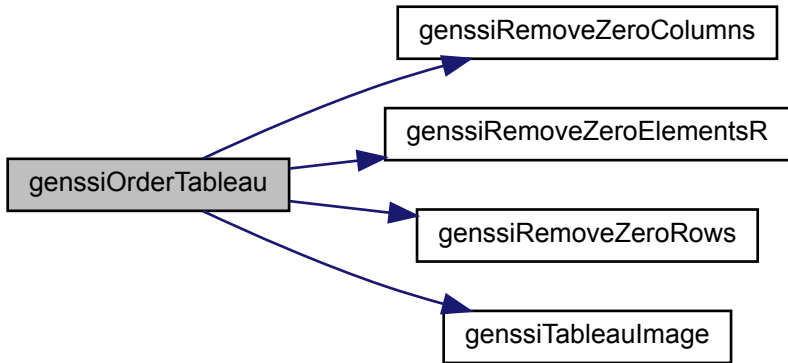 genssiRemoveZeroColumns
genssiRemoveZeroElementsR
genssiOrderTableau
genssiRemoveZeroRows
genssiTableauImage